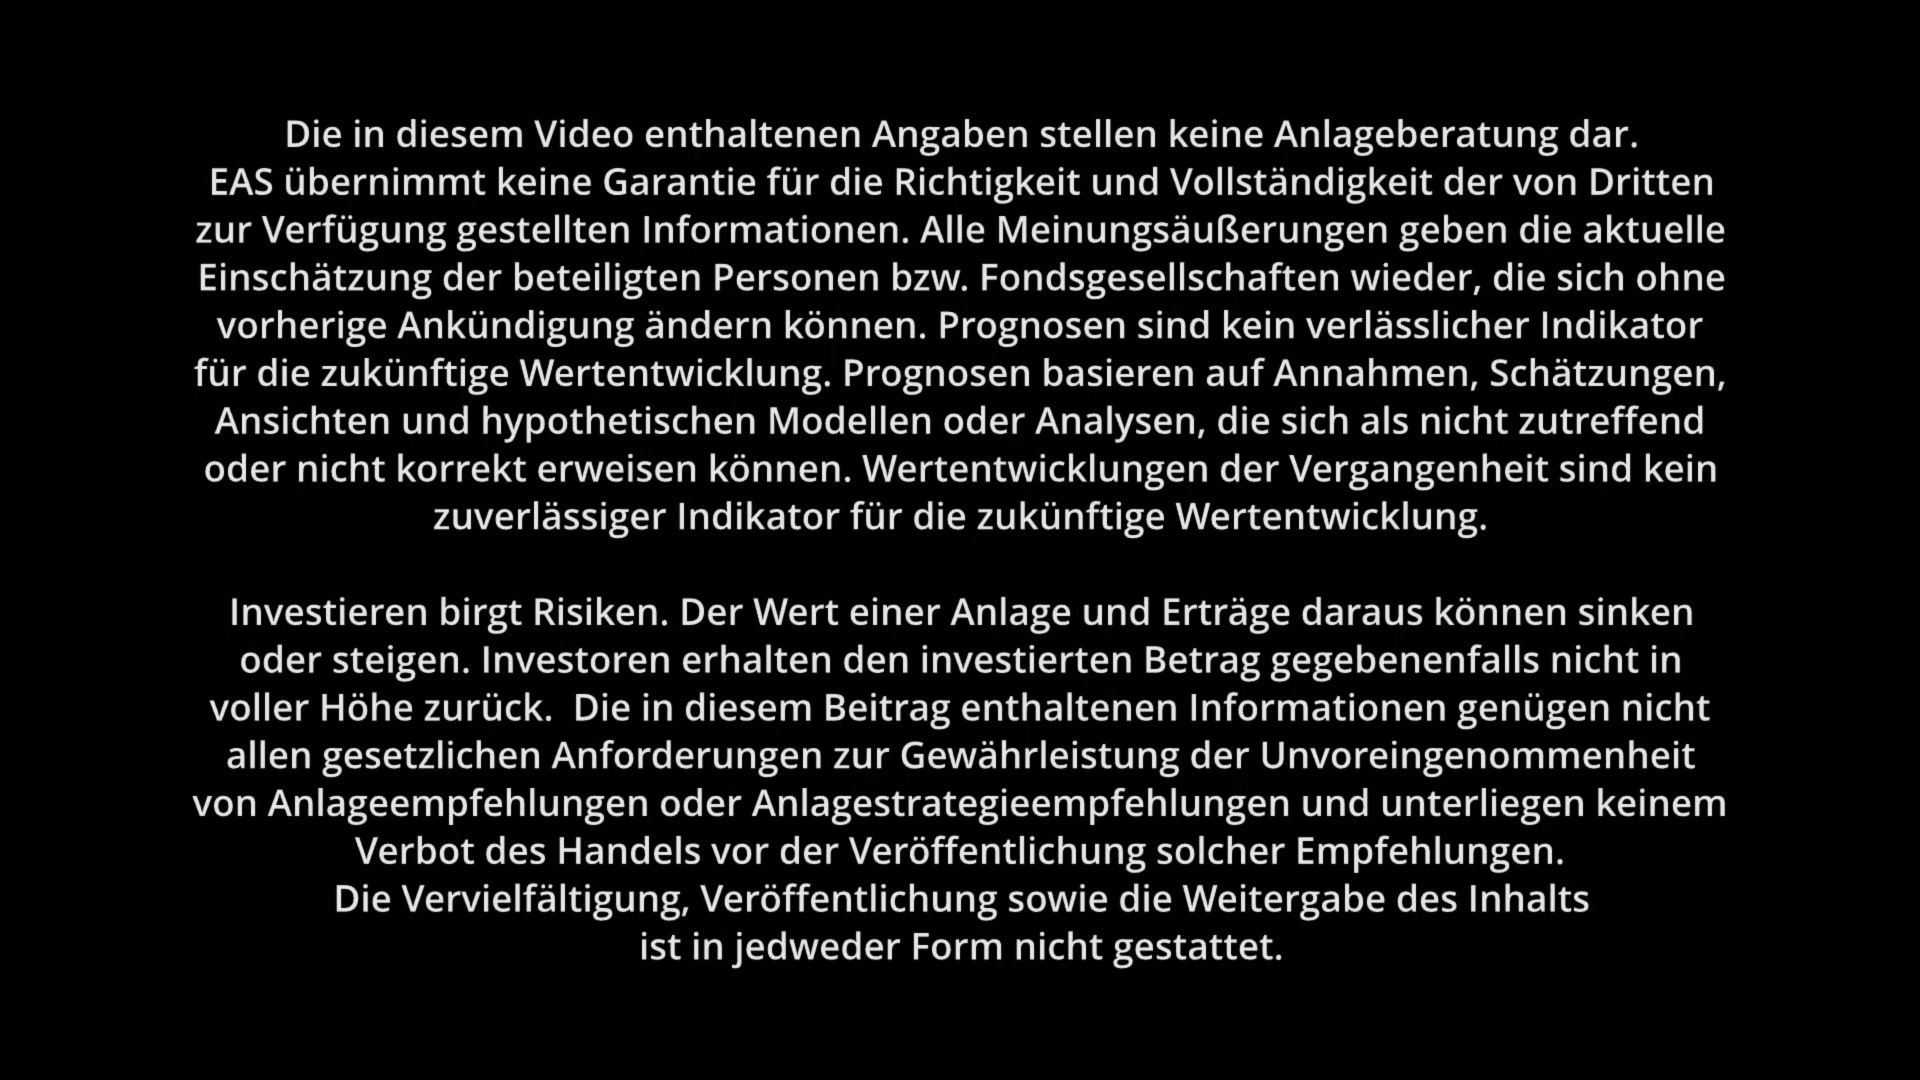 Die in diesem Video enthaltenen Angaben stellen keine Anlageberatung dar.
EAS übernimmt keine Garantie für die Richtigkeit und Vollständigkeit der von Dritten
zur Verfügung gestellten Informationen. Alle Meinungsäußerungen geben die aktuelle
Einschätzung der beteiligten Personen bzw. Fondsgesellschaften wieder, die sich ohne
vorherige Ankündigung ändern können. Prognosen sind kein verlässlicher Indikator
für die zukünftige Wertentwicklung. Prognosen basieren auf Annahmen, Schätzungen,
Ansichten und hypothetischen Modellen oder Analysen, die sich als nicht zutreffend
oder nicht korrekt erweisen können. Wertentwicklungen der Vergangenheit sind kein
zuverlässiger Indikator für die zukünftige Wertentwicklung.
Investieren birgt Risiken. Der Wert einer Anlage und Erträge daraus können sinken
oder steigen. Investoren erhalten den investierten Betrag gegebenenfalls nicht in
voller Höhe zurück.  Die in diesem Beitrag enthaltenen Informationen genügen nicht
allen gesetzlichen Anforderungen zur Gewährleistung der Unvoreingenommenheit
von Anlageempfehlungen oder Anlagestrategieempfehlungen und unterliegen keinem
Verbot des Handels vor der Veröffentlichung solcher Empfehlungen.
Die Vervielfältigung, Veröffentlichung sowie die Weitergabe des Inhalts
ist in jedweder Form nicht gestattet.